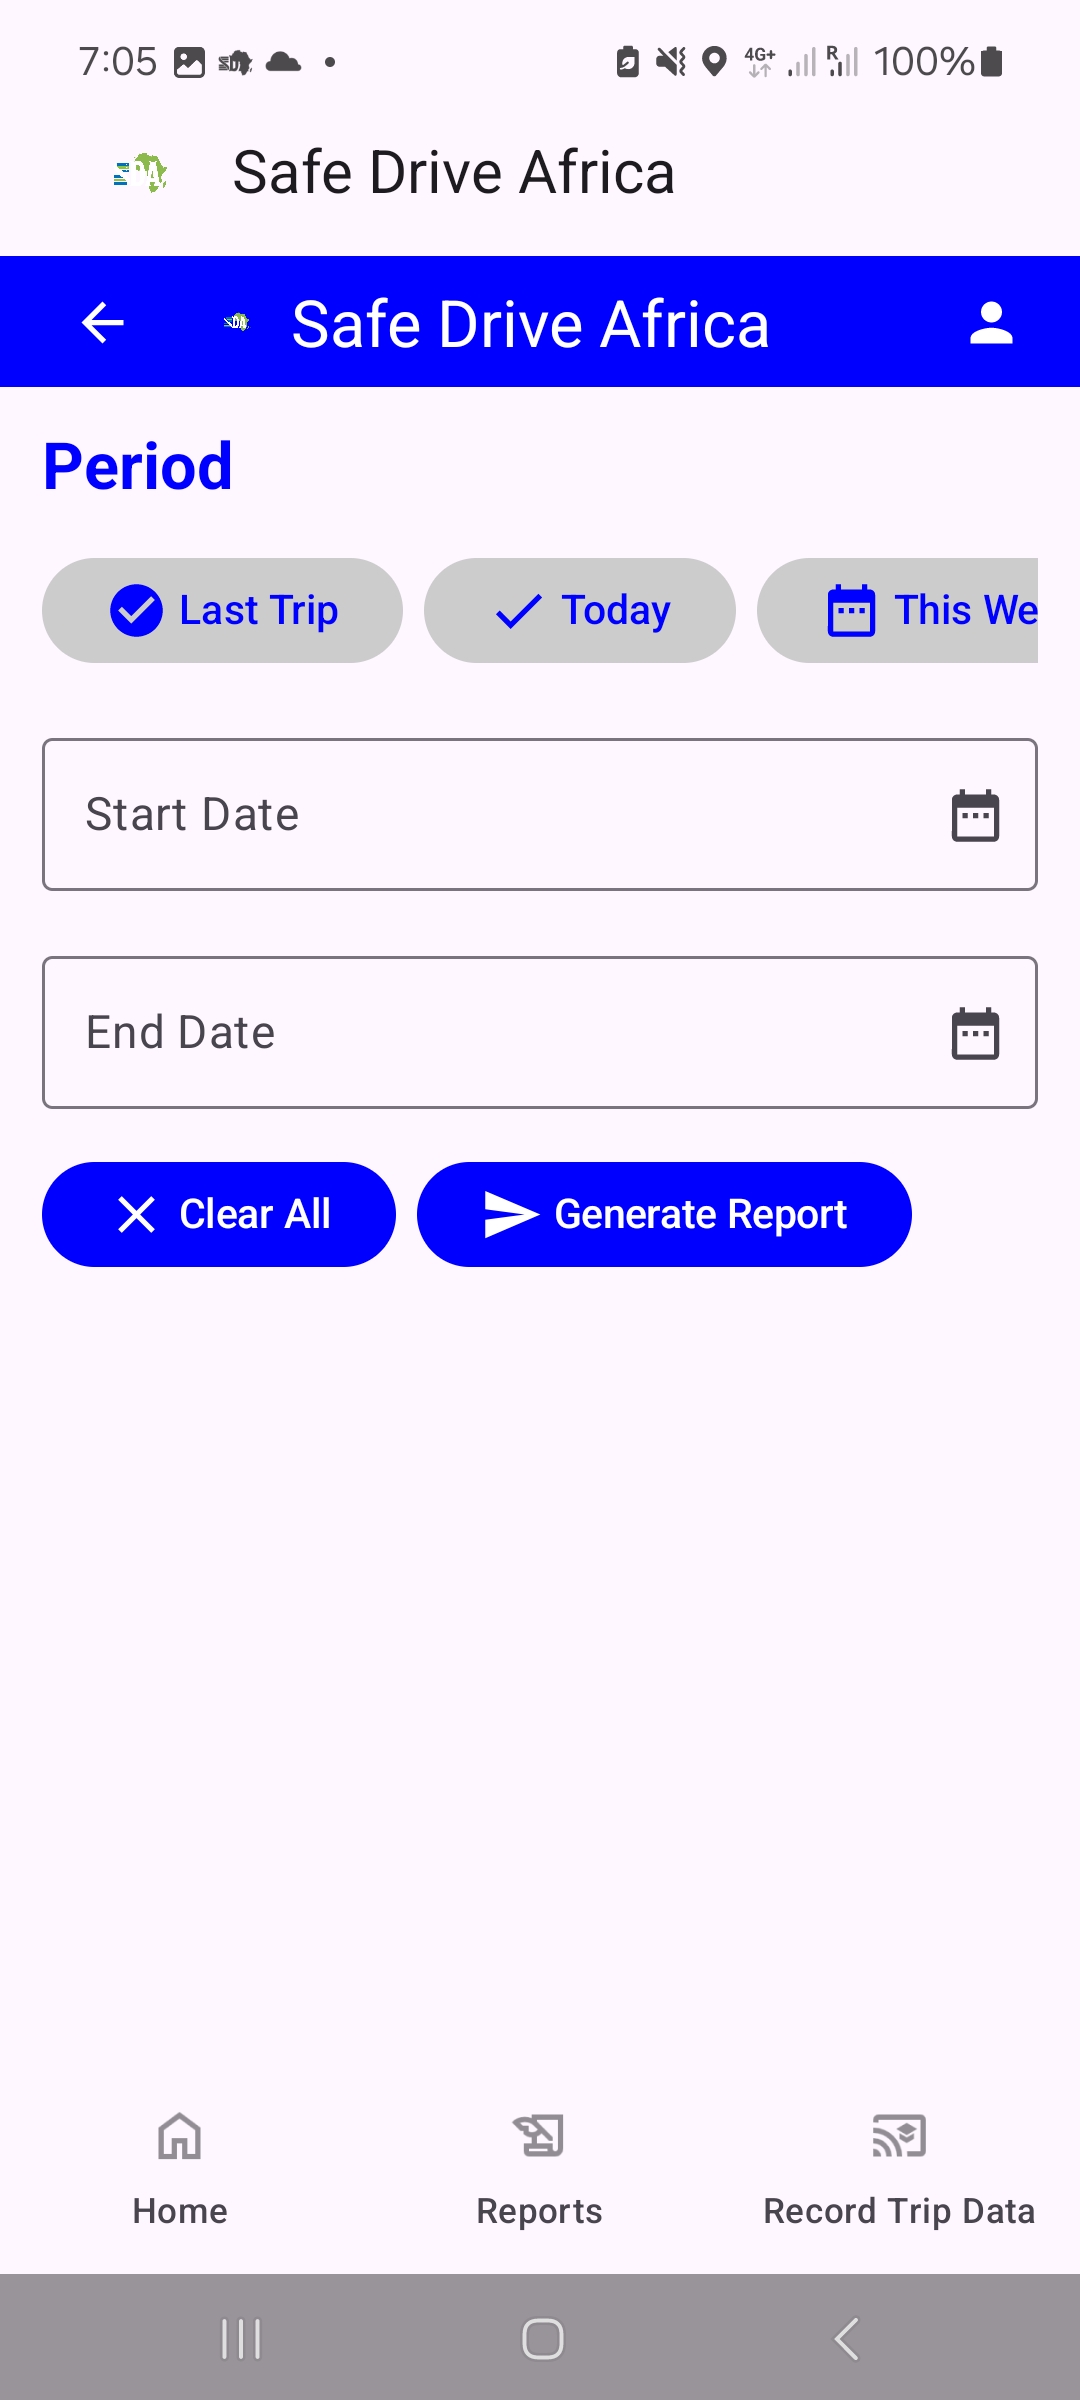 7:05 4G+ R 100%
Safe Drive Africa
SDA Safe Drive Africa
Period
Last Trip Today This We
Start Date
End Date
Clear All Generate Report
Home Reports Record Trip Data